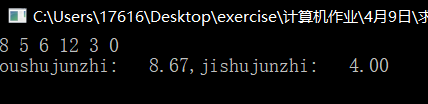 C:\Users\17616\Desktop\exercise\计算机作业\4月9日\求
8 5 6 12 3 0
oushujunzhi:   8.67,jishujunzhi:   4.00